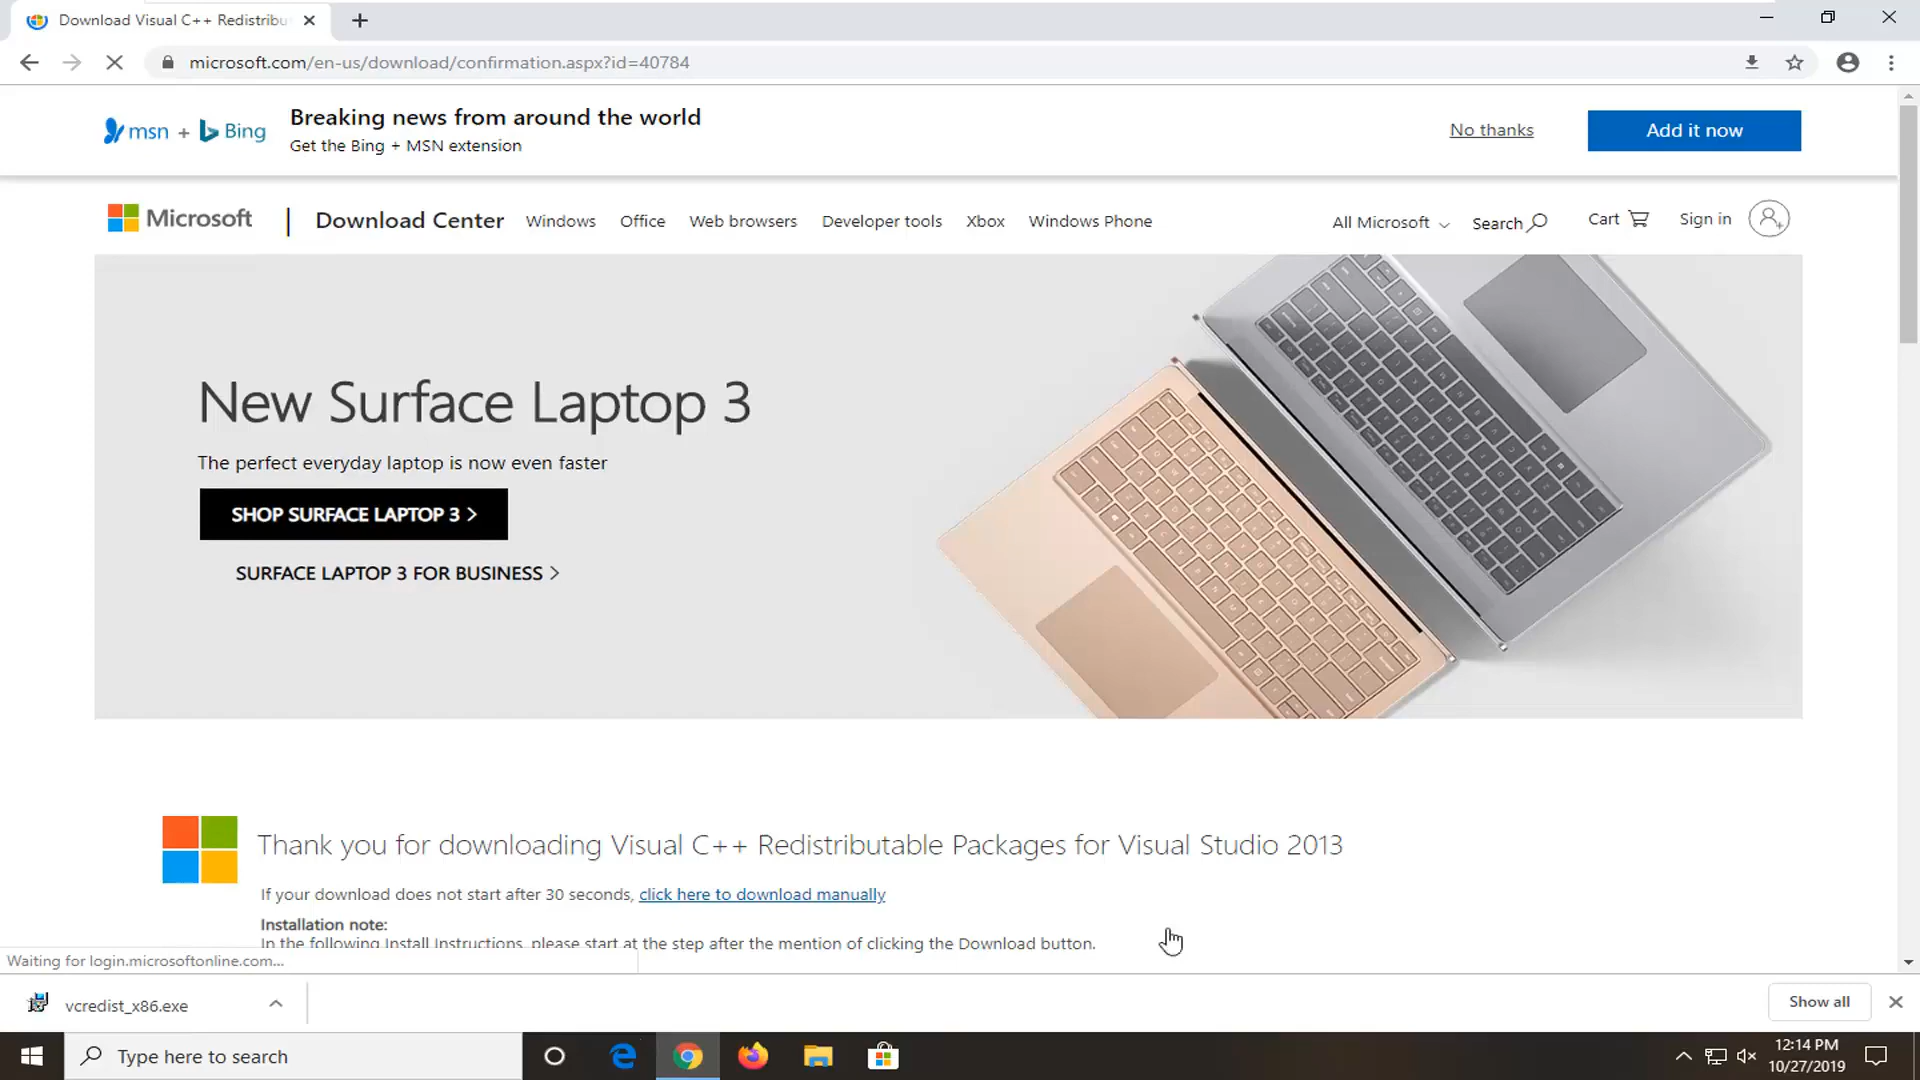 Download Visual C++ Redistribu
microsoft.com/en-us/download/confirmation.aspx?id=40784
msn + Bing
Breaking news from around the world
Get the Bing + MSN extension
No thanks
Add it now
Microsoft
Download Center
Windows
Office
Web browsers
Developer tools
Xbox
Windows Phone
All Microsoft
Search
Cart
Sign in
New Surface Laptop 3
The perfect everyday laptop is now even faster
SHOP SURFACE LAPTOP 3 >
SURFACE LAPTOP 3 FOR BUSINESS >
Thank you for downloading Visual C++ Redistributable Packages for Visual Studio 2013
If your download does not start after 30 seconds, click here to download manually
Installation note:
In the following Install Instructions, please start at the step after the mention of clicking the Download button.
Waiting for login.microsoftonline.com...
vcredist_x86.exe
Show all
Type here to search
12:14 PM
10/27/2019